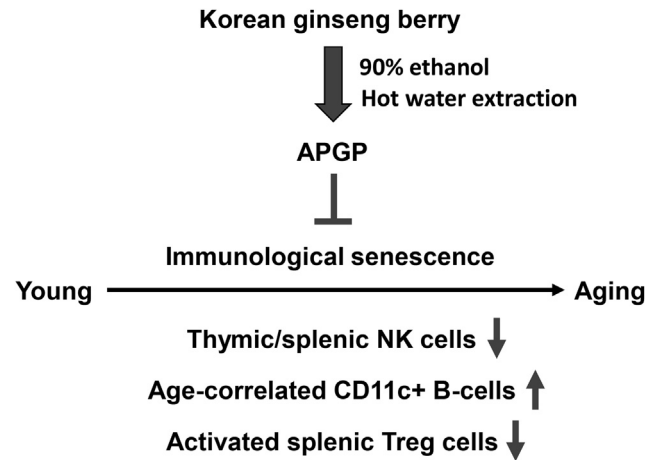 Korean ginseng berry
90% ethanol
Hot water extraction
APGP
Immunological senescence
Young
Aging
Thymic/splenic NK cells
Age-correlated CD11c+ B-cells
Activated splenic Treg cells